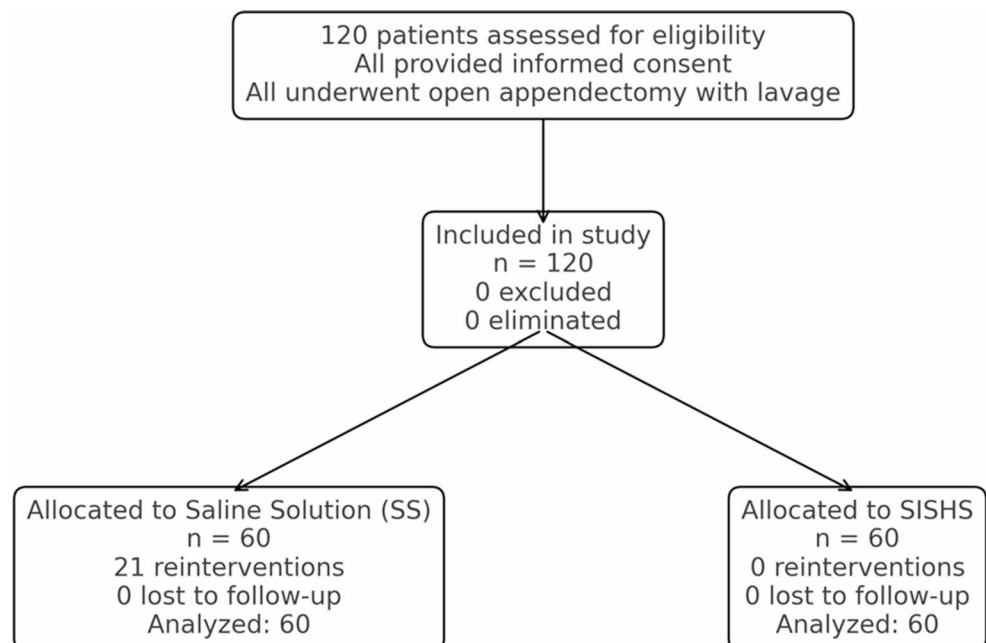 120 patients assessed for eligibility
All provided informed consent
All underwent open appendectomy with lavage
Included in study
n = 120
0 excluded
0 eliminated
Allocated to Saline Solution (SS)
n = 60
21 reinterventions
0 lost to follow-up
Analyzed: 60
Allocated to SISHS
n = 60
0 reinterventions
0 lost to follow-up
Analyzed: 60